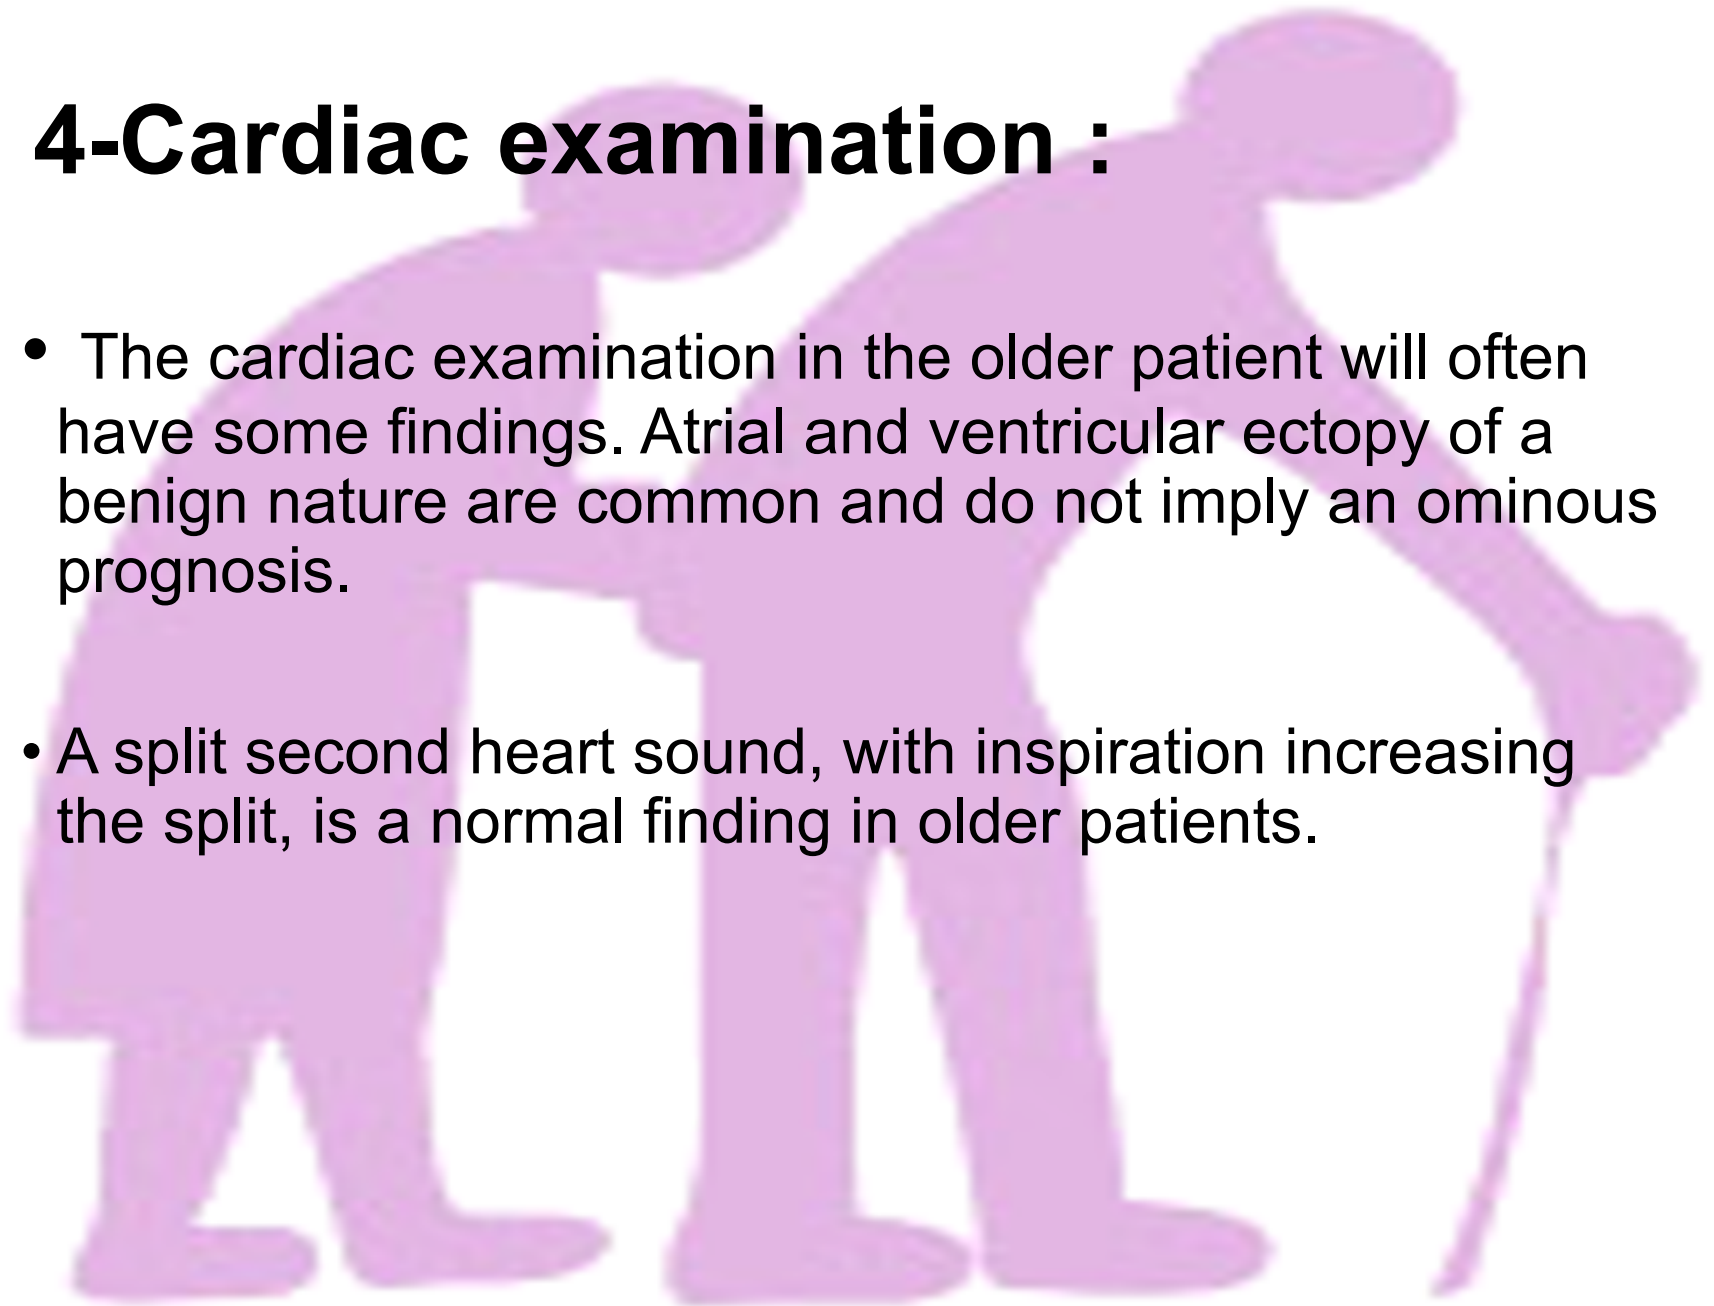 4-Cardiac examination :
• The cardiac examination in the older patient will often
have some findings. Atrial and ventricular ectopy of a
benign nature are common and do not imply an ominous
prognosis.
• A split second heart sound, with inspiration increasing
the split, is a normal finding in older patients.